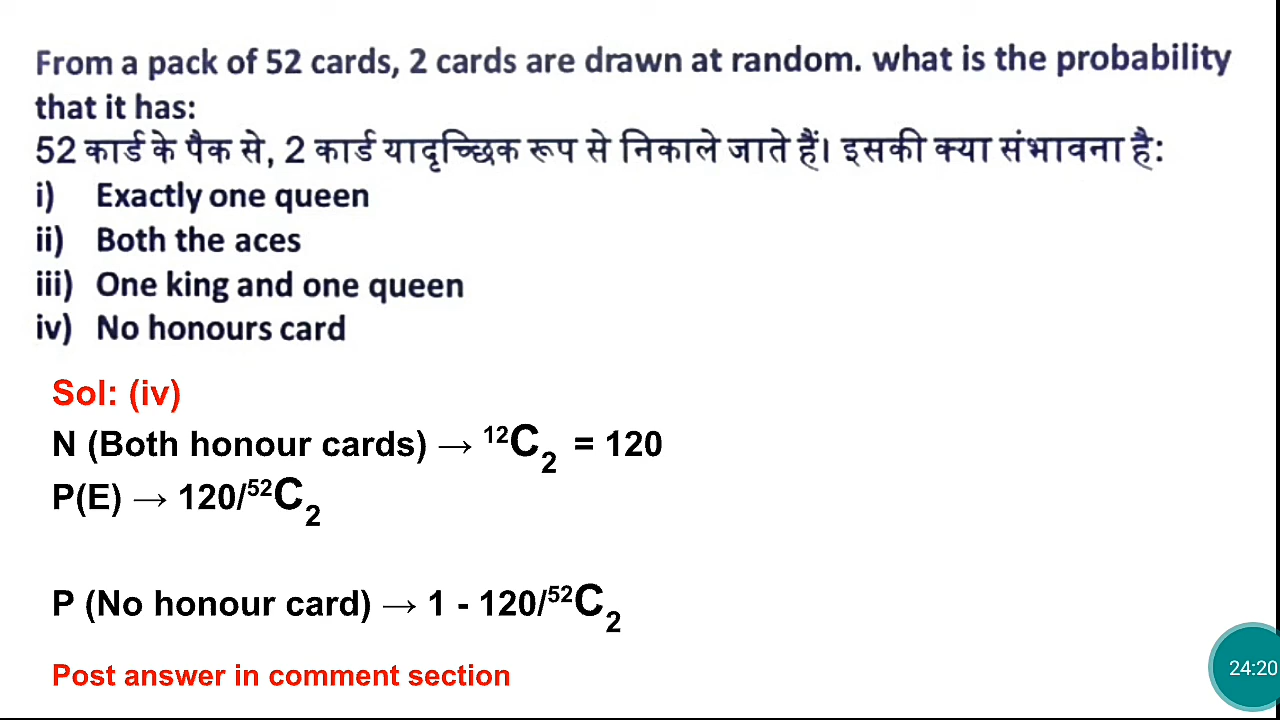 From a pack of 52 cards, 2 cards are drawn at random. what is the probability
that it has:
52 कार्ड के पैक से, 2 कार्ड यादृच्छिक रूप से निकाले जाते हैं। इसकी क्या संभावना है:
i) Exactly one queen
ii) Both the aces
iii) One king and one queen
iv) No honours card
Sol: (iv)
N (Both honour cards) → ¹²C₂ = 120
P(E) → 120/⁵²C₂
P (No honour card) → 1 - 120/⁵²C₂
Post answer in comment section
24:20